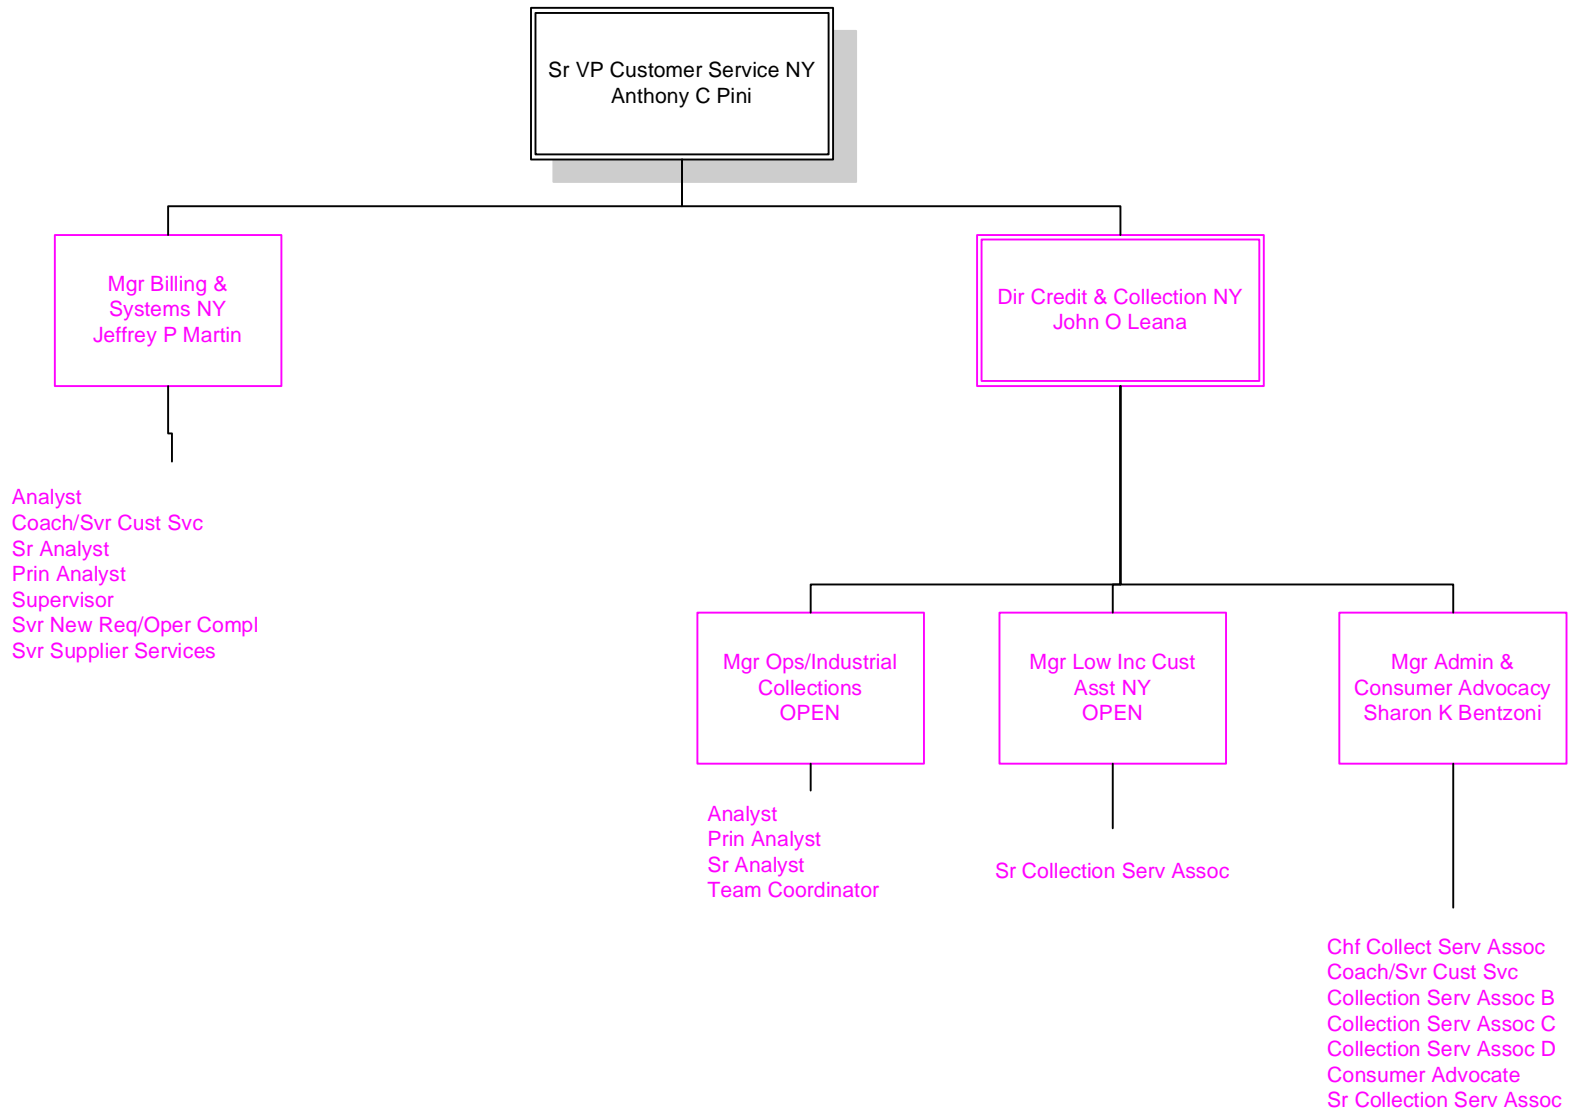 Sr VP Customer Service NY
Anthony C Pini
Mgr Billing &
Systems NY
Jeffrey P Martin
Dir Credit & Collection NY
John O Leana
Analyst
Coach/Svr Cust Svc
Sr Analyst
Prin Analyst
Supervisor
Svr New Req/Oper Compl
Svr Supplier Services
Mgr Ops/Industrial
Collections
OPEN
Mgr Low Inc Cust
Asst NY
OPEN
Mgr Admin &
Consumer Advocacy
Sharon K Bentzoni
Analyst
Prin Analyst
Sr Analyst
Team Coordinator
Sr Collection Serv Assoc
Chf Collect Serv Assoc
Coach/Svr Cust Svc
Collection Serv Assoc B
Collection Serv Assoc C
Collection Serv Assoc D
Consumer Advocate
Sr Collection Serv Assoc